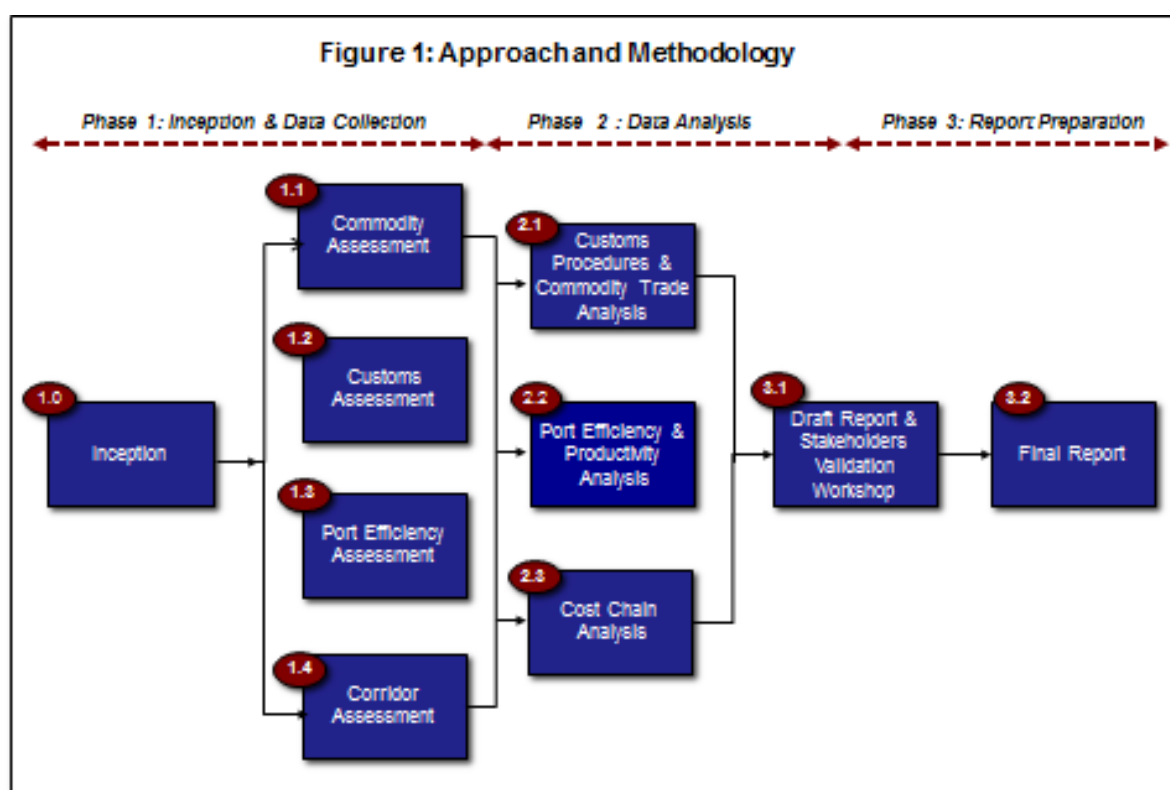 Figure 1: Approach and Methodology
Phase 1: Inception & Data Collection
Phase 2 : Data Analysis
Phase 3: Report Preparation
1.0
Inception
1.1
Commodity
Assessment
1.2
Customs
Assessment
1.3
Port Efficiency
Assessment
1.4
Corridor
Assessment
2.1
Customs
Procedures &
Commodity Trade
Analysis
2.2
Port Efficiency &
Productivity
Analysis
2.3
Cost Chain
Analysis
3.1
Draft Report &
Stakeholders
Validation
Workshop
3.2
Final Report